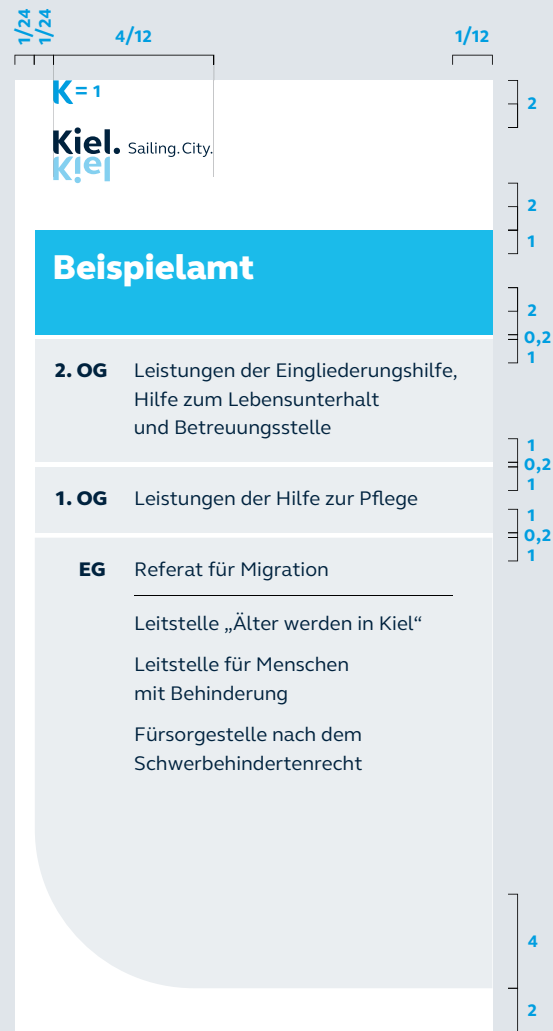 1/24
1/24
4/12
1/12
K = 1
2
Kiel. Sailing.City.
Kiel
2
1
Beispielamt
2
0,2
1
2. OG Leistungen der Eingliederungshilfe,
Hilfe zum Lebensunterhalt
und Betreuungsstelle
1
0,2
1
1. OG Leistungen der Hilfe zur Pflege
1
0,2
1
EG Referat für Migration
Leitstelle „Älter werden in Kiel“
Leitstelle für Menschen
mit Behinderung
Fürsorgestelle nach dem
Schwerbehindertenrecht
4
2